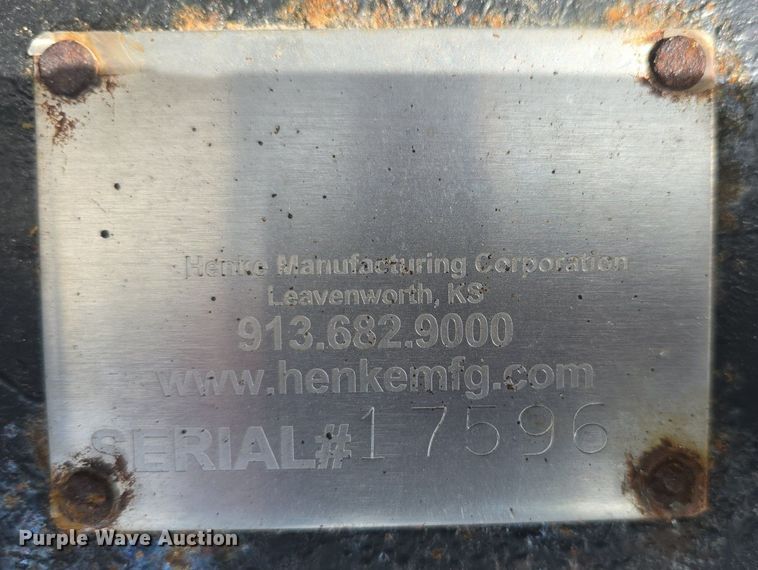 Henke Manufacturing Corporation
Leavenworth, KS
913.682.9000
www.henkemfg.com
SERIAL# 17596
Purple Wave Auction